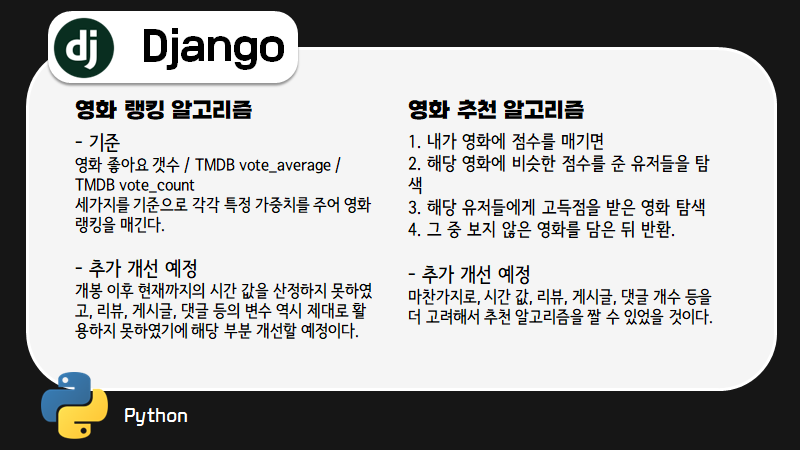 dj Django
영화 랭킹 알고리즘
- 기준
영화 좋아요 갯수 / TMDB vote_average /
TMDB vote_count
세가지를 기준으로 각각 특정 가중치를 주어 영화
랭킹을 매긴다.
- 추가 개선 예정
개봉 이후 현재까지의 시간 값을 산정하지 못하였
고, 리뷰, 게시글, 댓글 등의 변수 역시 제대로 활
용하지 못하였기에 해당 부분 개선할 예정이다.
영화 추천 알고리즘
1. 내가 영화에 점수를 매기면
2. 해당 영화에 비슷한 점수를 준 유저들을 탐
색
3. 해당 유저들에게 고득점을 받은 영화 탐색
4. 그 중 보지 않은 영화를 담은 뒤 반환.
- 추가 개선 예정
마찬가지로, 시간 값, 리뷰, 게시글, 댓글 개수 등을
더 고려해서 추천 알고리즘을 짤 수 있었을 것이다.
Python